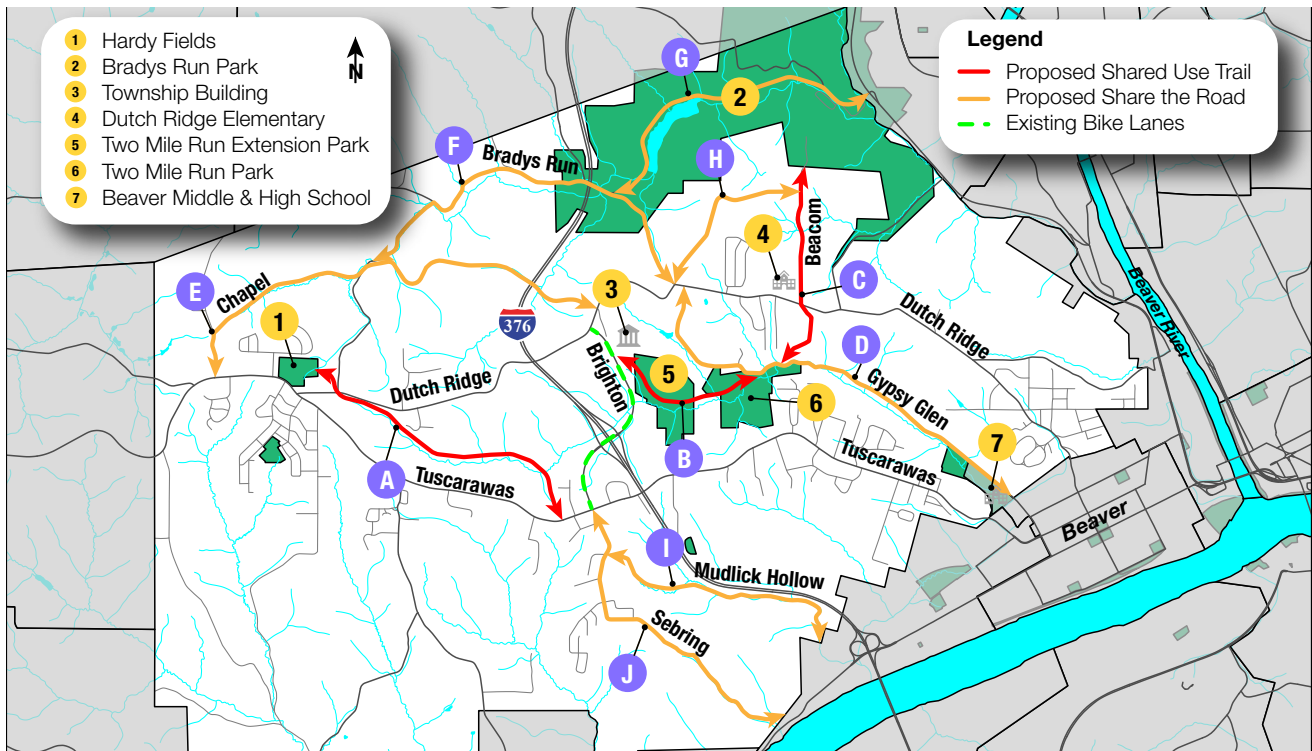 1 Hardy Fields
2 Bradys Run Park
3 Township Building
4 Dutch Ridge Elementary
5 Two Mile Run Extension Park
6 Two Mile Run Park
7 Beaver Middle & High School
N
Legend
Proposed Shared Use Trail
Proposed Share the Road
Existing Bike Lanes
G
2
F
Bradys Run
H
4
Beacom
E
Chapel
3
C
Beaver River
1
376
Dutch Ridge
D
Brighton
5
Gypsy Glen
Dutch Ridge
6
7
A
Tuscarawas
B
Tuscarawas
Beaver
I
Mudlick Hollow
Sebring
J